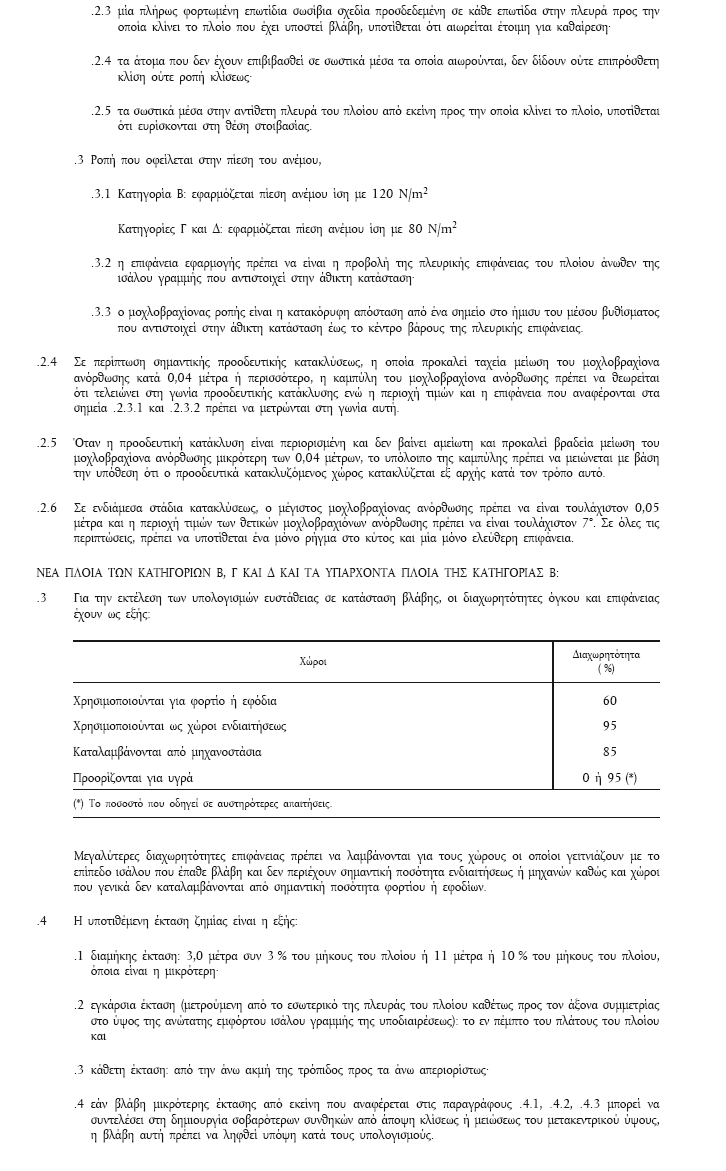 .2.3 μία πλήρως φορτωμένη επωτίδια σωσίβια σχεδία προσδεδεμένη σε κάθε επωτίδα στην πλευρά προς την
οποία κλίνει το πλοίο που έχει υποστεί βλάβη, υποτίθεται ότι αιωρείται έτοιμη για καθαίρεση·
.2.4 τα άτομα που δεν έχουν επιβιβασθεί σε σωστικά μέσα τα οποία αιωρούνται, δεν δίδουν ούτε επιπρόσθετη
κλίση ούτε ροπή κλίσεως·
.2.5 τα σωστικά μέσα στην αντίθετη πλευρά του πλοίου από εκείνη προς την οποία κλίνει το πλοίο, υποτίθεται
ότι ευρίσκονται στη θέση στοιβασίας.
.3 Ροπή που οφείλεται στην πίεση του ανέμου,
.3.1 Κατηγορία Β: εφαρμόζεται πίεση ανέμου ίση με 120 N/m²
Κατηγορίες Γ και Δ: εφαρμόζεται πίεση ανέμου ίση με 80 N/m²
.3.2 η επιφάνεια εφαρμογής πρέπει να είναι η προβολή της πλευρικής επιφάνειας του πλοίου άνωθεν της
ισάλου γραμμής που αντιστοιχεί στην άθικτη κατάσταση·
.3.3 ο μοχλοβραχίονας ροπής είναι η κατακόρυφη απόσταση από ένα σημείο στο ήμισυ του μέσου βυθίσματος
που αντιστοιχεί στην άθικτη κατάσταση έως το κέντρο βάρους της πλευρικής επιφάνειας.
.2.4 Σε περίπτωση σημαντικής προοδευτικής κατακλύσεως, η οποία προκαλεί ταχεία μείωση του μοχλοβραχίονα
ανόρθωσης κατά 0,04 μέτρα ή περισσότερο, η καμπύλη του μοχλοβραχίονα ανόρθωσης πρέπει να θεωρείται
ότι τελειώνει στη γωνία προοδευτικής κατάκλυσης ενώ η περιοχή τιμών και η επιφάνεια που αναφέρονται στα
σημεία .2.3.1 και .2.3.2 πρέπει να μετρώνται στη γωνία αυτή.
.2.5 Όταν η προοδευτική κατάκλυση είναι περιορισμένη και δεν βαίνει αμείωτη και προκαλεί βραδεία μείωση του
μοχλοβραχίονα ανόρθωσης μικρότερη των 0,04 μέτρων, το υπόλοιπο της καμπύλης πρέπει να μειώνεται με βάση
την υπόθεση ότι ο προοδευτικά κατακλυζόμενος χώρος κατακλύζεται εξ αρχής κατά τον τρόπο αυτό.
.2.6 Σε ενδιάμεσα στάδια κατακλύσεως, ο μέγιστος μοχλοβραχίονας ανόρθωσης πρέπει να είναι τουλάχιστον 0,05
μέτρα και η περιοχή τιμών των θετικών μοχλοβραχιόνων ανόρθωσης πρέπει να είναι τουλάχιστον 7°. Σε όλες τις
περιπτώσεις, πρέπει να υποτίθεται ένα μόνο ρήγμα στο κύτος και μία μόνο ελεύθερη επιφάνεια.
ΝΕΑ ΠΛΟΙΑ ΤΩΝ ΚΑΤΗΓΟΡΙΩΝ Β, Γ ΚΑΙ Δ ΚΑΙ ΤΑ ΥΠΑΡΧΟΝΤΑ ΠΛΟΙΑ ΤΗΣ ΚΑΤΗΓΟΡΙΑΣ Β:
.3 Για την εκτέλεση των υπολογισμών ευστάθειας σε κατάσταση βλάβης, οι διαχωρητότητες όγκου και επιφάνειας
έχουν ως εξής:
Χώροι Διαχωρητότητα
( %)
Χρησιμοποιούνται για φορτίο ή εφόδια 60
Χρησιμοποιούνται ως χώροι ενδιαιτήσεως 95
Καταλαμβάνονται από μηχανοστάσια 85
Προορίζονται για υγρά 0 ή 95 (*)
(*) Το ποσοστό που οδηγεί σε αυστηρότερες απαιτήσεις.
Μεγαλύτερες διαχωρητότητες επιφάνειας πρέπει να λαμβάνονται για τους χώρους οι οποίοι γειτνιάζουν με το
επίπεδο ισάλου που έπαθε βλάβη και δεν περιέχουν σημαντική ποσότητα ενδιαιτήσεως ή μηχανών καθώς και χώροι
που γενικά δεν καταλαμβάνονται από σημαντική ποσότητα φορτίου ή εφοδίων.
.4 Η υποτιθέμενη έκταση ζημίας είναι η εξής:
.1 διαμήκης έκταση: 3,0 μέτρα συν 3 % του μήκους του πλοίου ή 11 μέτρα ή 10 % του μήκους του πλοίου,
όποια είναι η μικρότερη·
.2 εγκάρσια έκταση (μετρούμενη από το εσωτερικό της πλευράς του πλοίου καθέτως προς τον άξονα συμμετρίας
στο ύψος της ανώτατης εμφόρτου ισάλου γραμμής της υποδιαιρέσεως): το εν πέμπτο του πλάτους του πλοίου
και
.3 κάθετη έκταση: από την άνω ακμή της τρόπιδος προς τα άνω απεριορίστως·
.4 εάν βλάβη μικρότερης έκτασης από εκείνη που αναφέρεται στις παραγράφους .4.1, .4.2, .4.3 μπορεί να
συντελέσει στη δημιουργία σοβαρότερων συνθηκών από άποψη κλίσεως ή μειώσεως του μετακεντρικού ύψους,
η βλάβη αυτή πρέπει να ληφθεί υπόψη κατά τους υπολογισμούς.